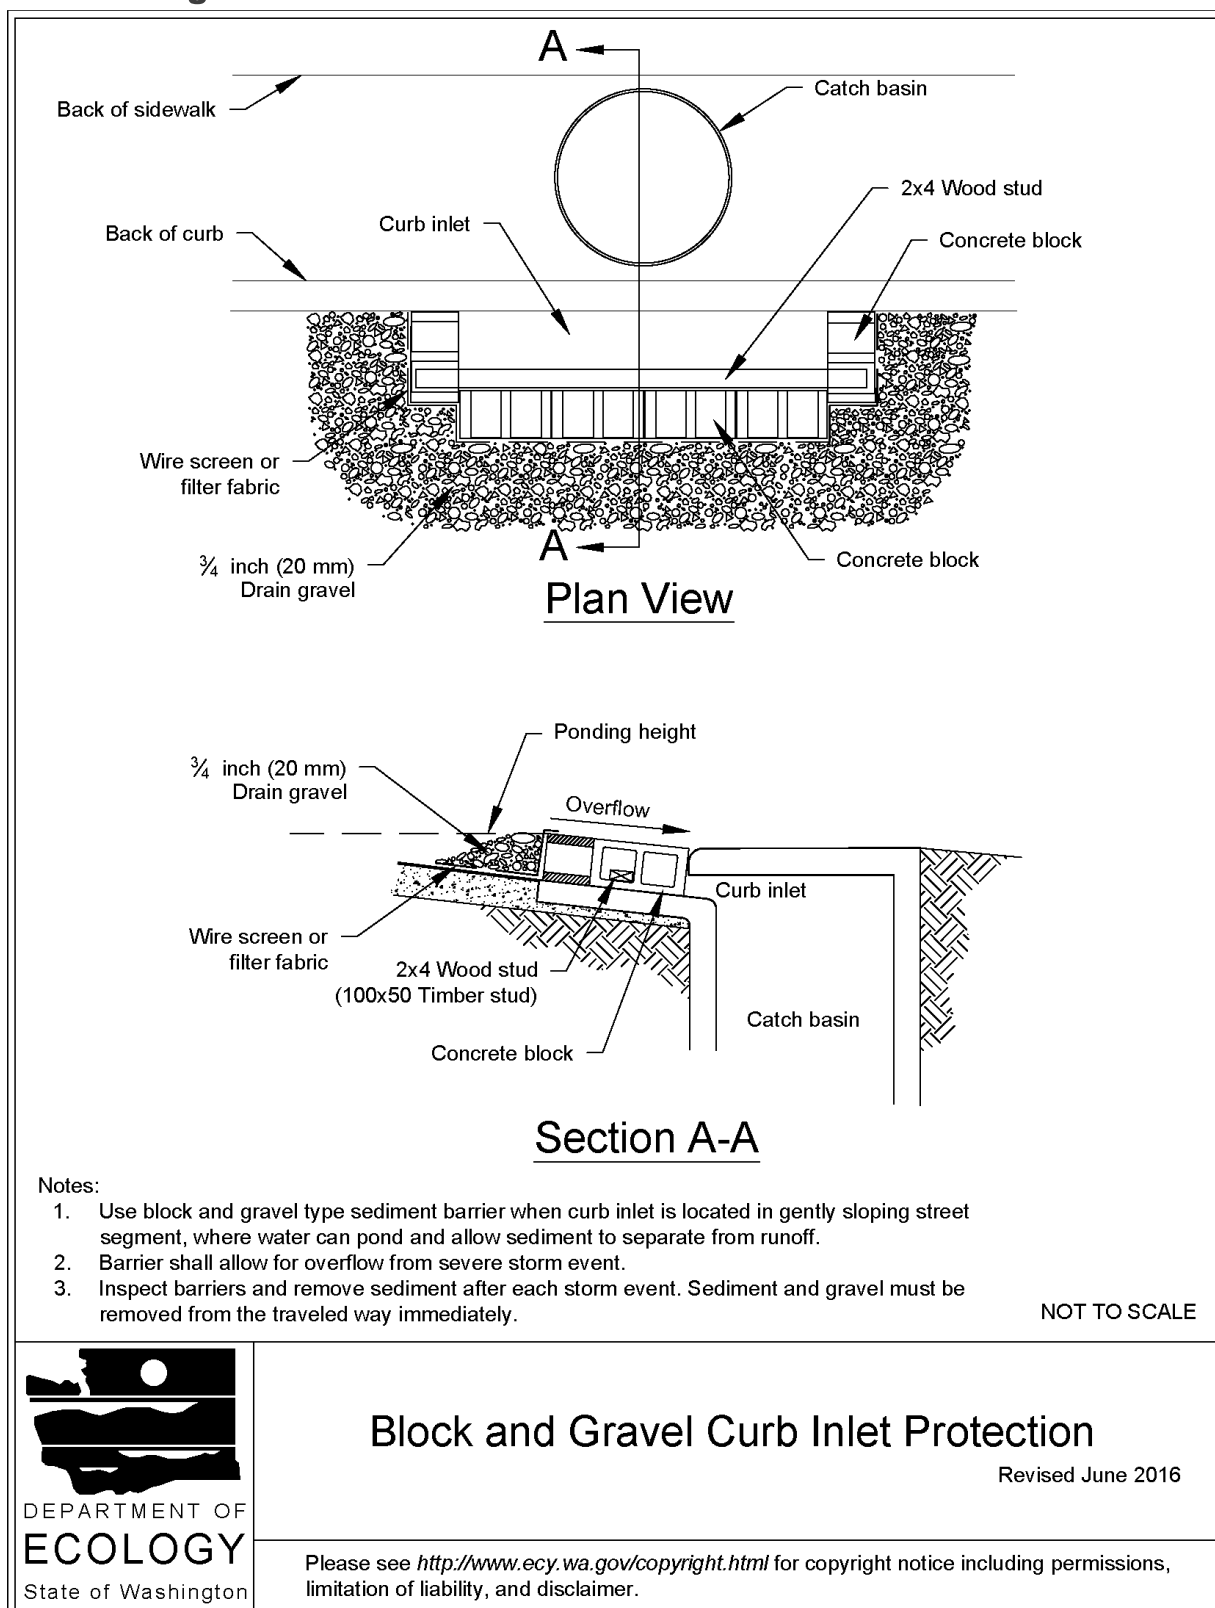 A
Back of sidewalk
Catch basin
2x4 Wood stud
Back of curb
Curb inlet
Concrete block
Wire screen or
filter fabric
¾ inch (20 mm)
Drain gravel
A
Concrete block
Plan View
Ponding height
¾ inch (20 mm)
Drain gravel
Overflow
Curb inlet
Wire screen or
filter fabric
2x4 Wood stud
(100x50 Timber stud)
Catch basin
Concrete block
Section A-A
Notes:
1. Use block and gravel type sediment barrier when curb inlet is located in gently sloping street
segment, where water can pond and allow sediment to separate from runoff.
2. Barrier shall allow for overflow from severe storm event.
3. Inspect barriers and remove sediment after each storm event. Sediment and gravel must be
removed from the traveled way immediately.
NOT TO SCALE
DEPARTMENT OF
ECOLOGY
State of Washington
Block and Gravel Curb Inlet Protection
Revised June 2016
Please see http://www.ecy.wa.gov/copyright.html for copyright notice including permissions,
limitation of liability, and disclaimer.